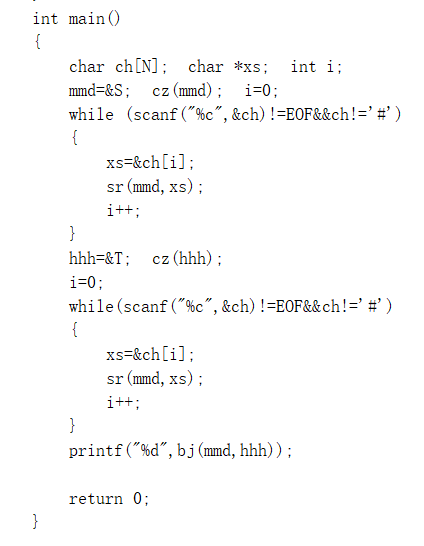 int main()
{
char ch[N]; char *xs; int i;
mmd=&S; cz(mmd); i=0;
while (scanf("%c",&ch)!=EOF&&ch!='#')
{
xs=&ch[i];
sr(mmd,xs);
i++;
}
hhh=&T; cz(hhh);
i=0;
while(scanf("%c",&ch)!=EOF&&ch!='#')
{
xs=&ch[i];
sr(mmd,xs);
i++;
}
printf("%d",bj(mmd,hhh));
return 0;
}